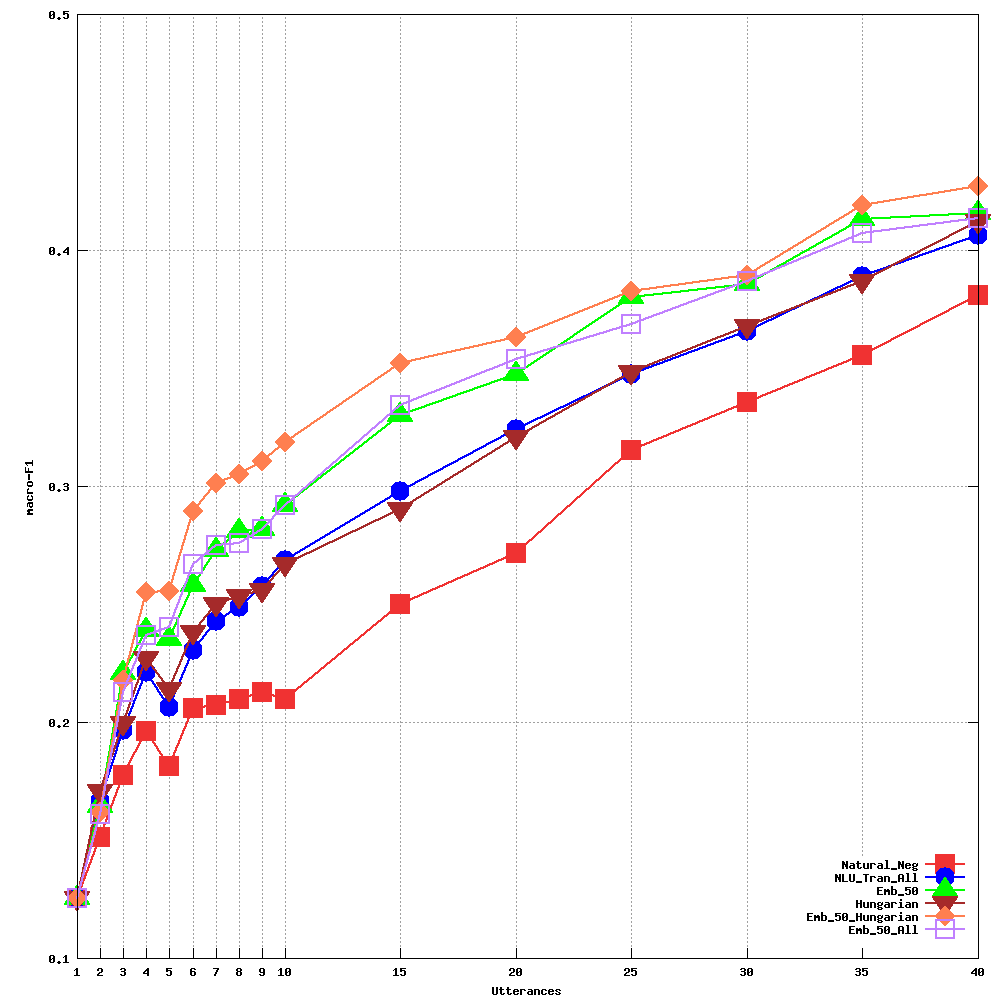 0.5
0.4
macro-F1
0.3
0.2
Natural_Neg
NLU_Tran_All
Emb_50
Hungarian
Emb_50_Hungarian
Emb_50_All
0.1
1 2 3 4 5 6 7 8 9 10 15 20 25 30 35 40
Utterances